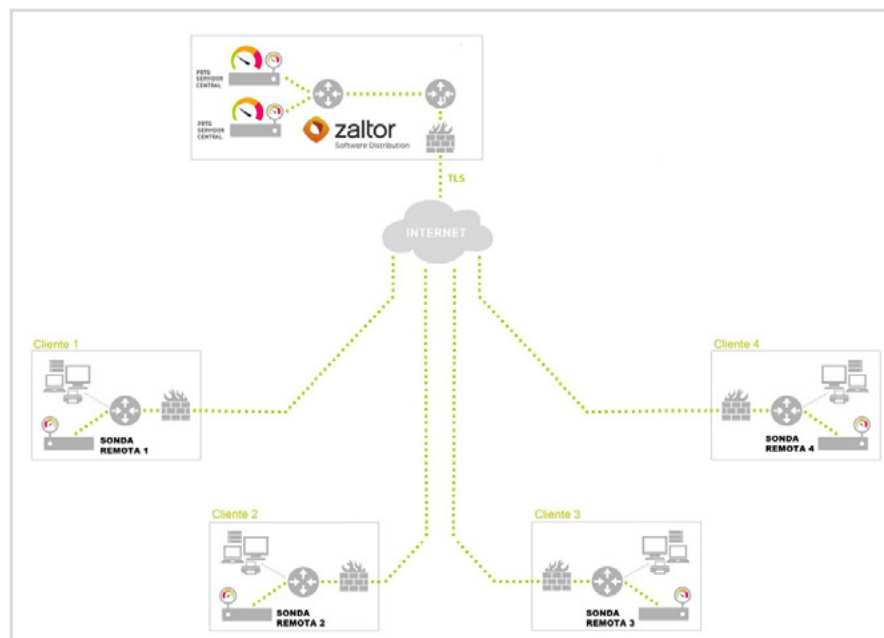 PRTG
SERVIDOR
CENTRAL
PRTG
SERVIDOR
CENTRAL
zaltor
Software Distribution
TLS
INTERNET
Cliente 1
SONDA
REMOTA 1
Cliente 4
SONDA
REMOTA 4
Cliente 2
SONDA
REMOTA 2
Cliente 3
SONDA
REMOTA 3